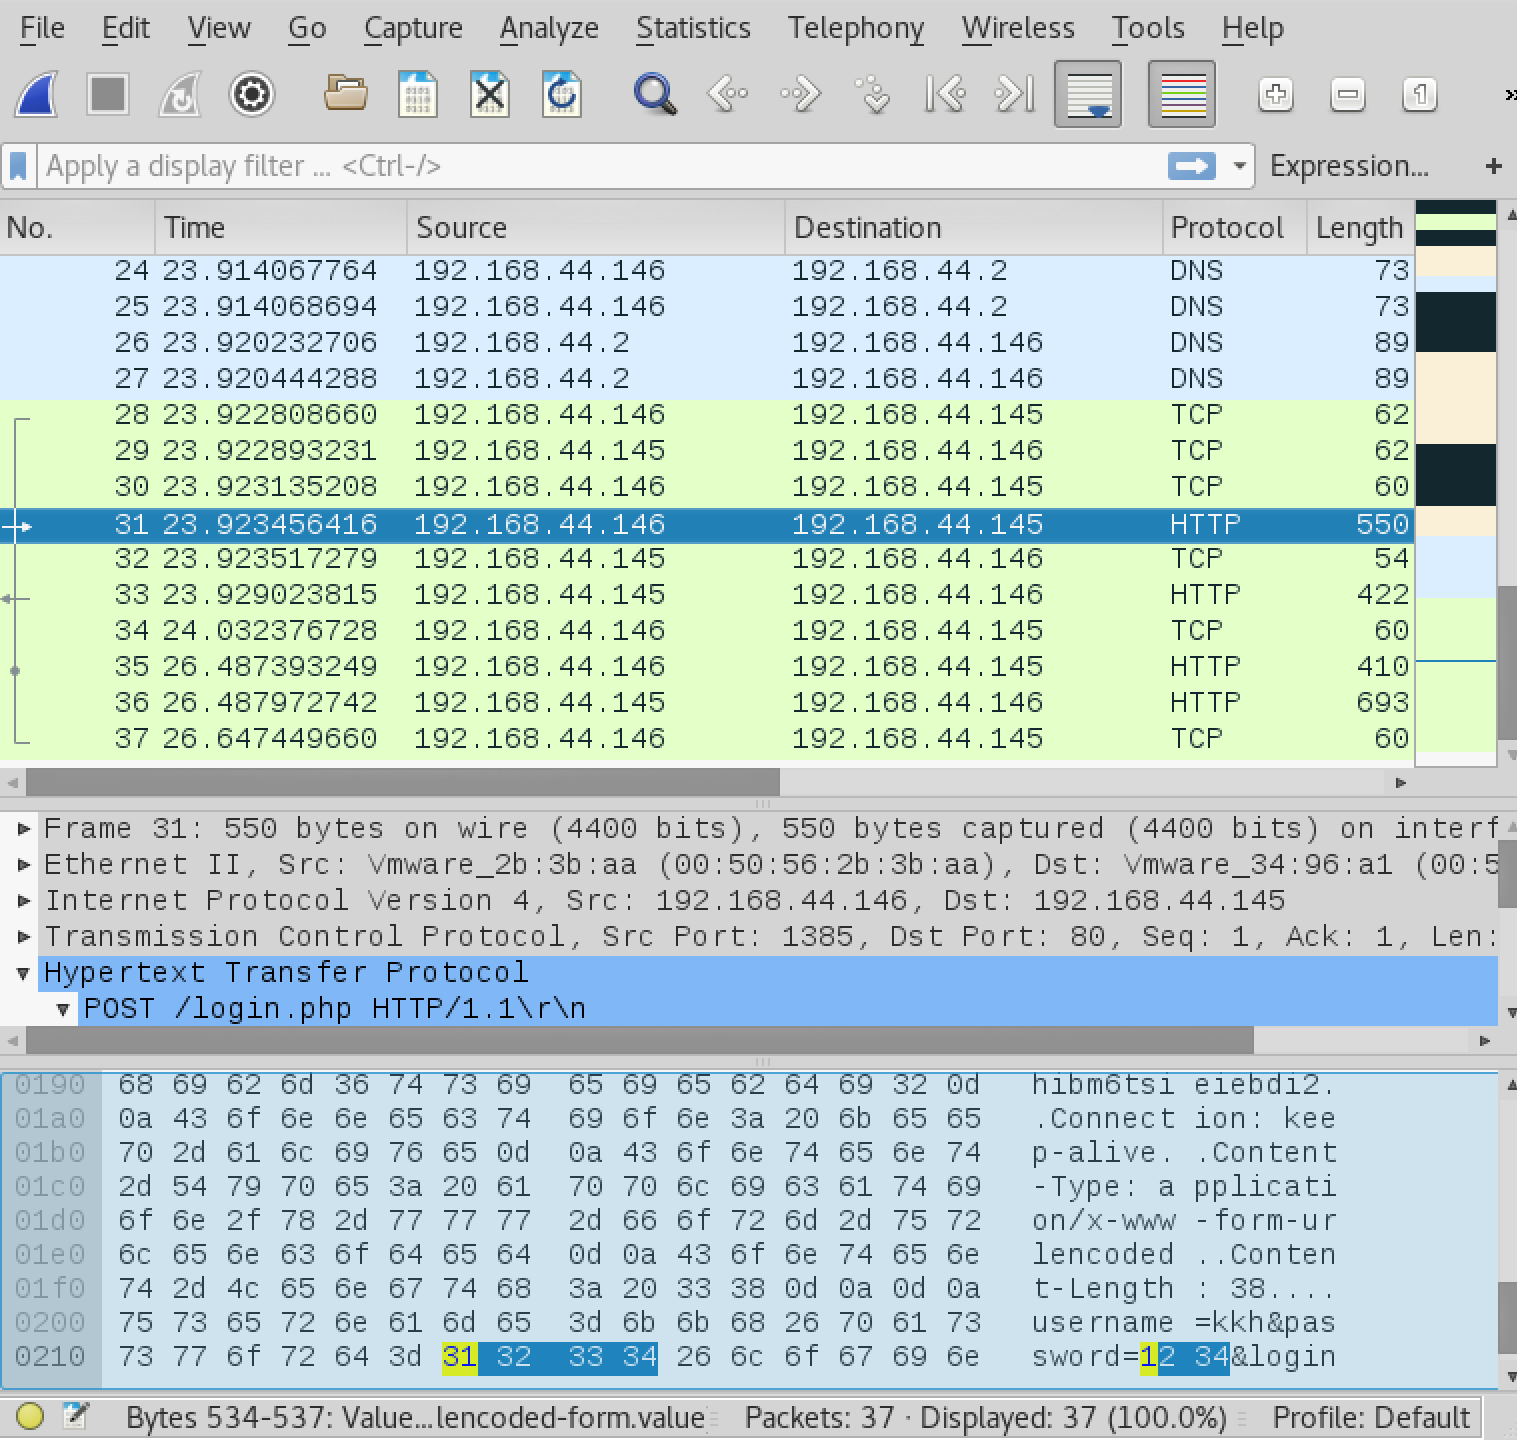 File Edit View Go Capture Analyze Statistics Telephony Wireless Tools Help
Apply a display filter ... <Ctrl-/> Expression... +
No. Time Source Destination Protocol Length
24 23.914067764 192.168.44.146 192.168.44.2 DNS 73
25 23.914068694 192.168.44.146 192.168.44.2 DNS 73
26 23.920232706 192.168.44.2 192.168.44.146 DNS 89
27 23.920444288 192.168.44.2 192.168.44.146 DNS 89
28 23.922808660 192.168.44.146 192.168.44.145 TCP 62
29 23.922893231 192.168.44.145 192.168.44.146 TCP 62
30 23.923135208 192.168.44.146 192.168.44.145 TCP 60
31 23.923456416 192.168.44.146 192.168.44.145 HTTP 550
32 23.923517279 192.168.44.145 192.168.44.146 TCP 54
33 23.929023815 192.168.44.145 192.168.44.146 HTTP 422
34 24.032376728 192.168.44.146 192.168.44.145 TCP 60
35 26.487393249 192.168.44.146 192.168.44.145 HTTP 410
36 26.487972742 192.168.44.145 192.168.44.146 HTTP 693
37 26.647449660 192.168.44.146 192.168.44.145 TCP 60
Frame 31: 550 bytes on wire (4400 bits), 550 bytes captured (4400 bits) on interf
Ethernet II, Src: Vmware_2b:3b:aa (00:50:56:2b:3b:aa), Dst: Vmware_34:96:a1 (00:5
Internet Protocol Version 4, Src: 192.168.44.146, Dst: 192.168.44.145
Transmission Control Protocol, Src Port: 1385, Dst Port: 80, Seq: 1, Ack: 1, Len:
Hypertext Transfer Protocol
POST /login.php HTTP/1.1\r\n
0190 68 69 62 6d 36 74 73 69 65 69 65 62 64 69 32 0d hibm6tsi eiebdi2.
01a0 0a 43 6f 6e 6e 65 63 74 69 6f 6e 3a 20 6b 65 65 .Connect ion: kee
01b0 70 2d 61 6c 69 76 65 0d 0a 43 6f 6e 74 65 6e 74 p-alive. .Content
01c0 2d 54 79 70 65 3a 20 61 70 70 6c 69 63 61 74 69 -Type: a pplicati
01d0 6f 6e 2f 78 2d 77 77 77 2d 66 6f 72 6d 2d 75 72 on/x-www -form-ur
01e0 6c 65 6e 63 6f 64 65 64 0d 0a 43 6f 6e 74 65 6e lencoded ..Conten
01f0 74 2d 4c 65 6e 67 74 68 3a 20 33 38 0d 0a 0d 0a t-Length : 38....
0200 75 73 65 72 6e 61 6d 65 3d 6b 6b 68 26 70 61 73 username =kkh&pas
0210 73 77 6f 72 64 3d 31 32 33 34 26 6c 6f 67 69 6e sword=12 34&login
Bytes 534-537: Value...lencoded-form.value Packets: 37 · Displayed: 37 (100.0%) Profile: Default